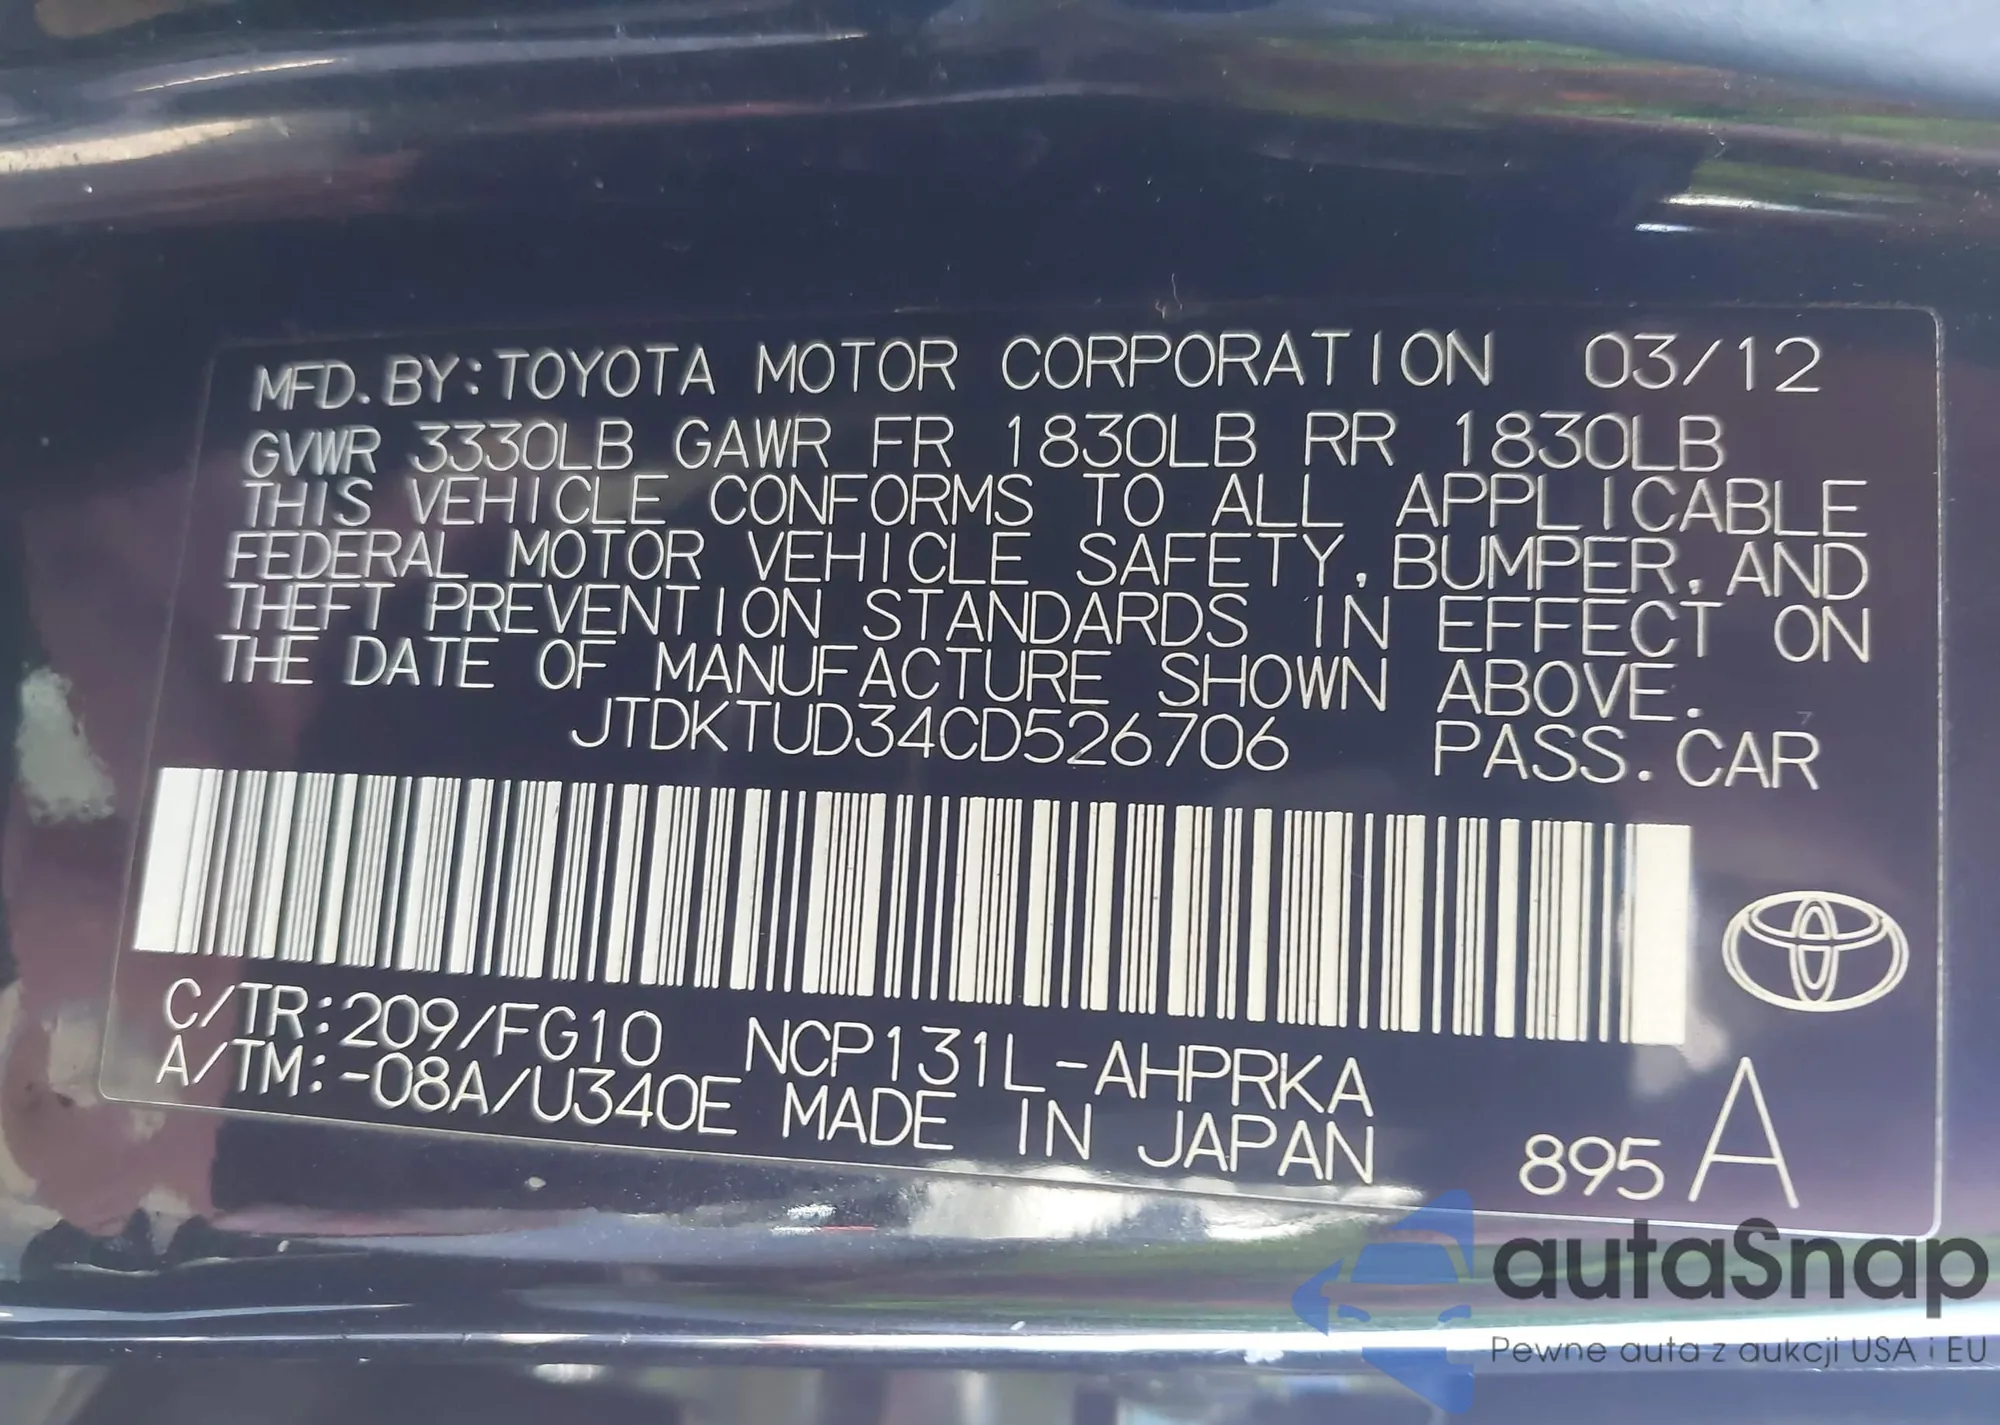 MFD. BY: TOYOTA MOTOR CORPORATION 03/12
GVWR 3330LB GAWR FR 1830LB RR 1830LB
THIS VEHICLE CONFORMS TO ALL APPLICABLE
FEDERAL MOTOR VEHICLE SAFETY, BUMPER, AND
THEFT PREVENTION STANDARDS IN EFFECT ON
THE DATE OF MANUFACTURE SHOWN ABOVE.
JTDKTUD34CD526706 PASS. CAR
C/TR: 209/FG10 NCP131L-AHPRKA
A/TM: -08A/U340E MADE IN JAPAN 895 A
autaSnap
Pewne auta z aukcji USA i EU